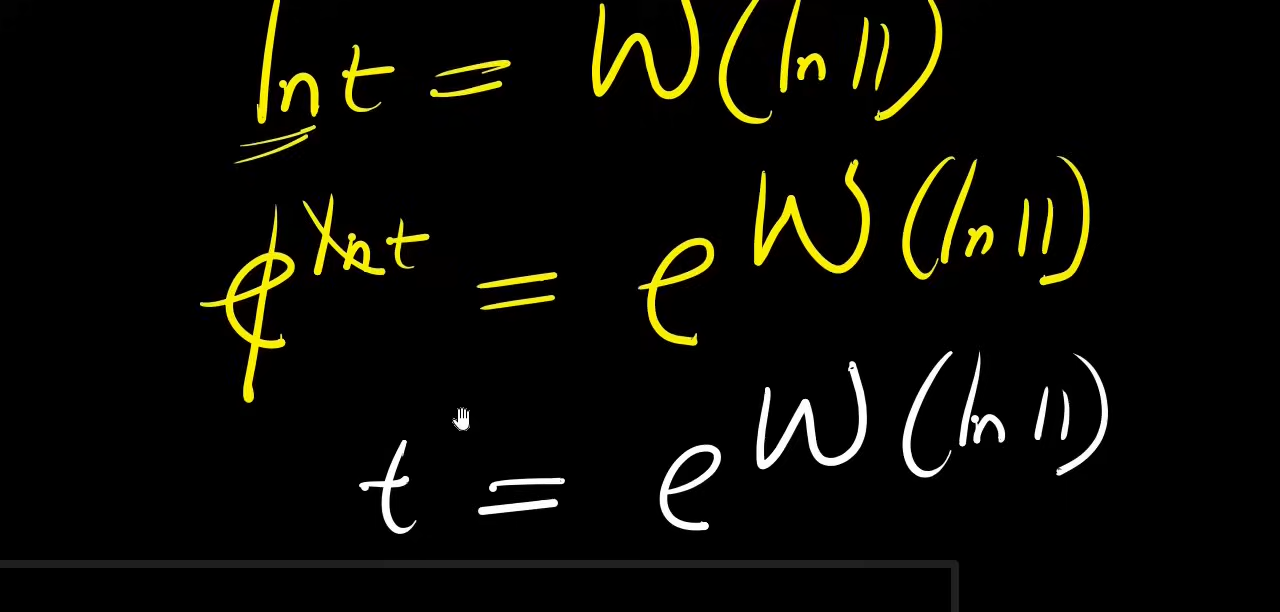 ln t = W(ln 11)
e^ln t = e^W(ln 11)
t = e^W(ln 11)